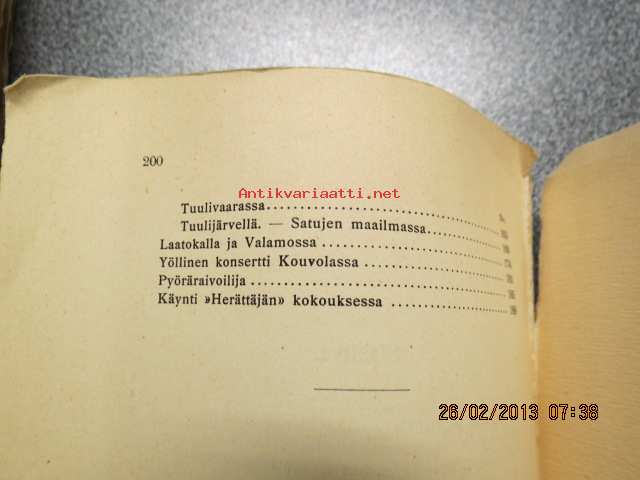 200
Antikvariaatti.net
Tuulivaarassa
Tuulijärvellä. — Satujen maailmassa
Laatokalla ja Valamossa
Yöllinen konsertti Kouvolassa
Pyöräraivoilija
Käynti »Herättäjän» kokouksessa
26/02/2013 07:38